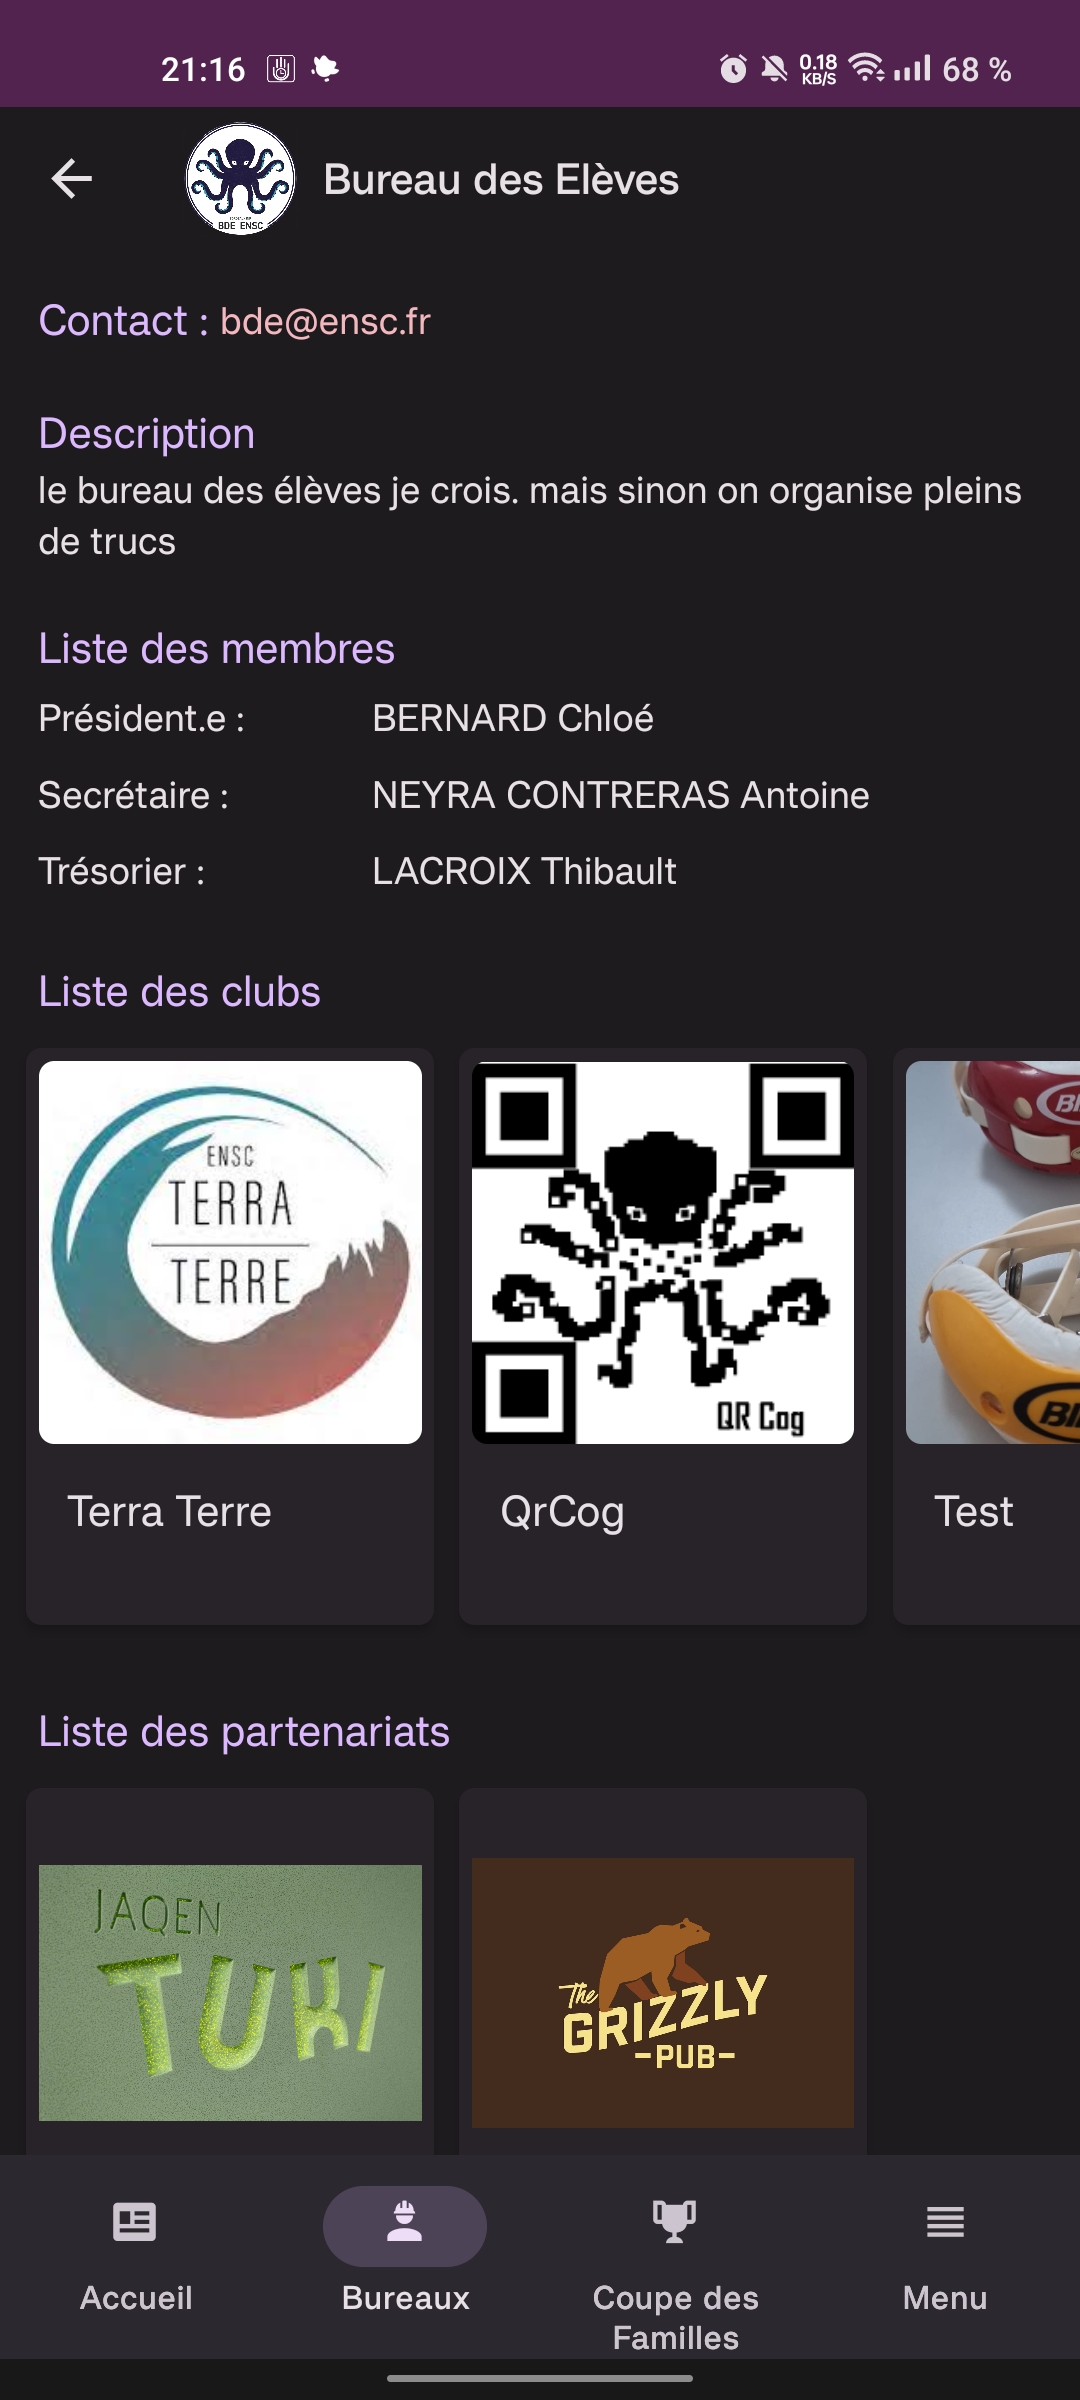 21:16
0.18
KB/S
68 %
BDE ENSC
Bureau des Elèves
Contact : bde@ensc.fr
Description
le bureau des élèves je crois. mais sinon on organise pleins
de trucs
Liste des membres
Président.e : BERNARD Chloé
Secrétaire : NEYRA CONTRERAS Antoine
Trésorier : LACROIX Thibault
Liste des clubs
ENSC
TERRA
TERRE
QR Cog
Terra Terre
QrCog
Test
Liste des partenariats
JAQEN
TUKI
The
GRIZZLY
-PUB-
Accueil
Bureaux
Coupe des
Familles
Menu